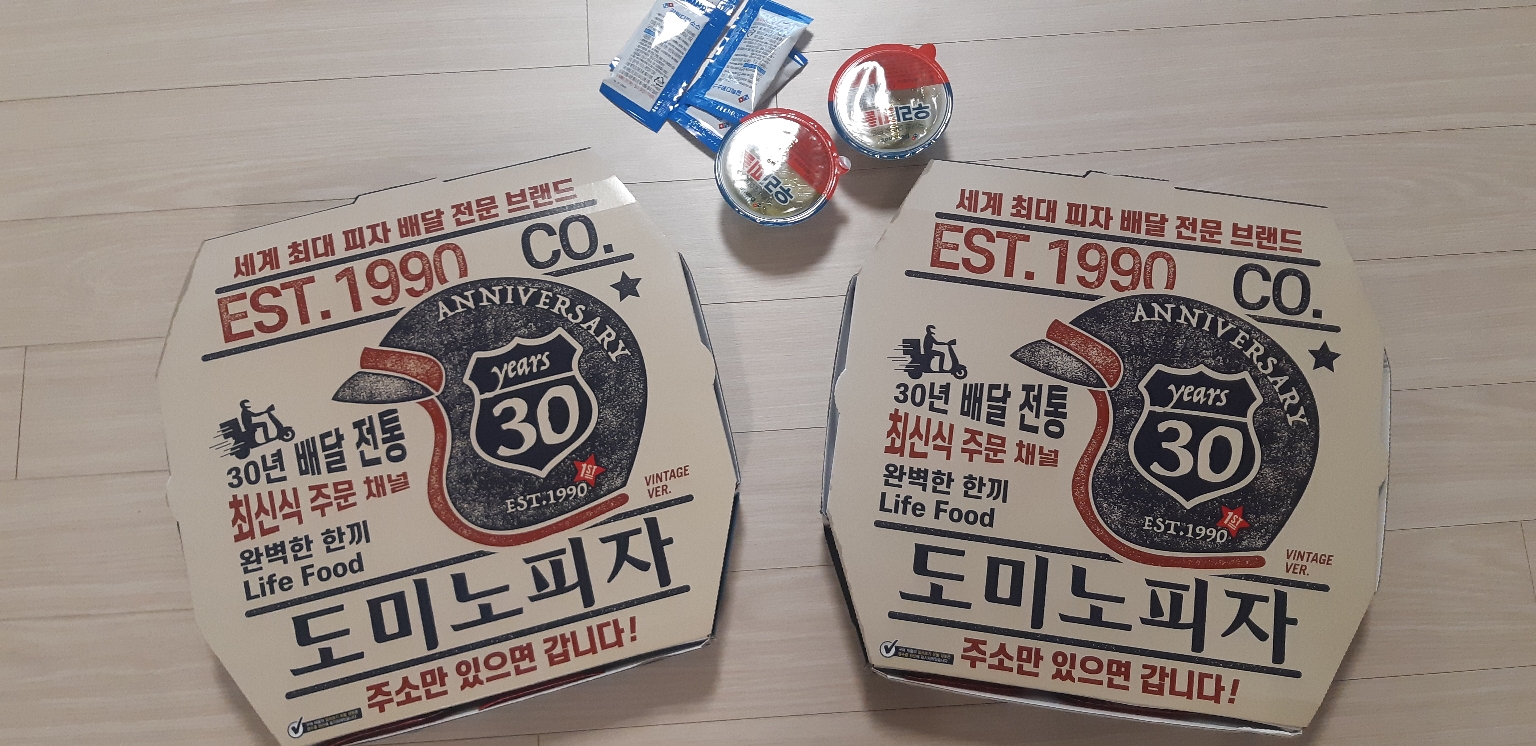 세계 최대 피자 배달 전문 브랜드
EST. 1990 CO.
ANNIVERSARY
years
30
1ST
EST.1990
30년 배달 전통
최신식 주문 채널
완벽한 한끼
Life Food
VINTAGE
VER.
도미노피자
주소만 있으면 갑니다!
세계 최대 피자 배달 전문 브랜드
EST. 1990 CO.
ANNIVERSARY
years
30
1ST
EST.1990
30년 배달 전통
최신식 주문 채널
완벽한 한끼
Life Food
VINTAGE
VER.
도미노피자
주소만 있으면 갑니다!